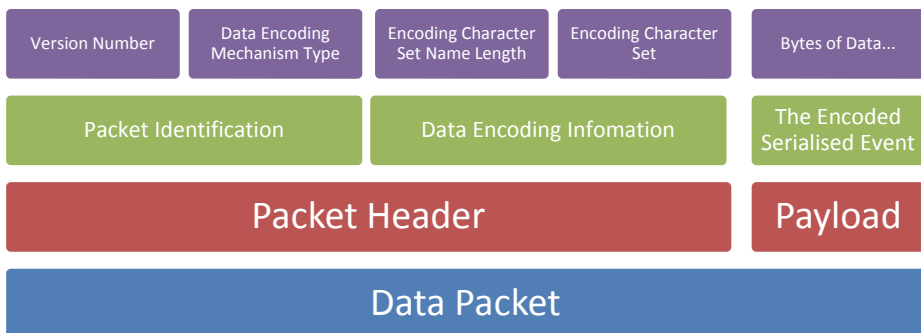 Version Number
Data Encoding
Mechanism Type
Encoding Character
Set Name Length
Encoding Character
Set
Bytes of Data...
Packet Identification
Data Encoding Infomation
The Encoded
Serialised Event
Packet Header
Payload
Data Packet